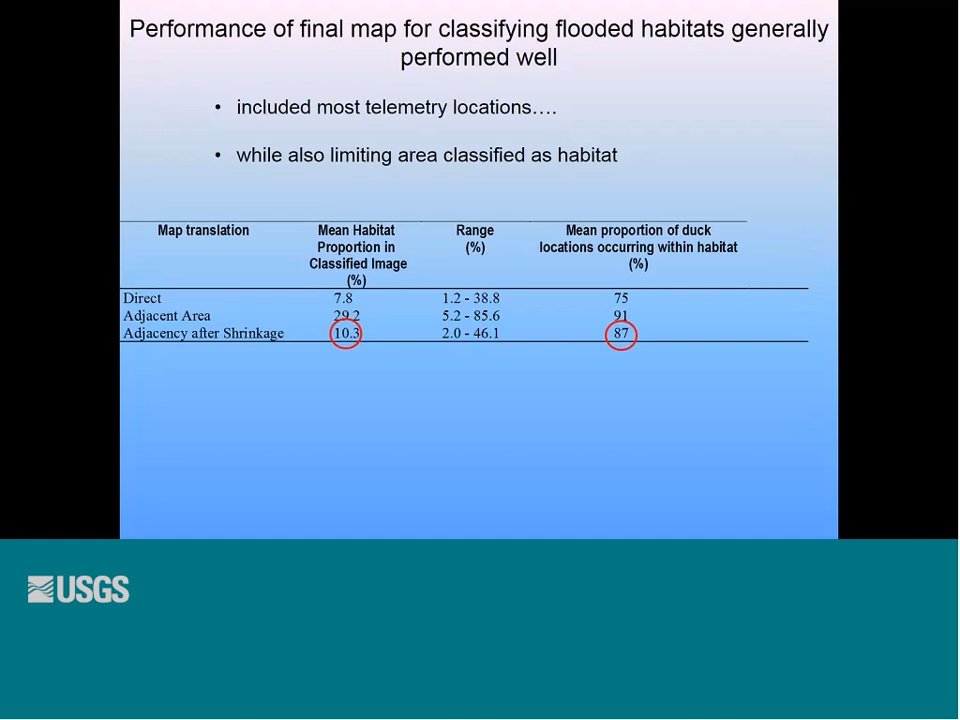 Performance of final map for classifying flooded habitats generally
performed well
• included most telemetry locations….
• while also limiting area classified as habitat
Map translation Mean Habitat Range Mean proportion of duck
Proportion in (%) locations occurring within habitat
Classified Image (%)
(%)
Direct 7.8 1.2 - 38.8 75
Adjacent Area 29.2 5.2 - 85.6 91
Adjacency after Shrinkage 10.3 2.0 - 46.1 87
USGS